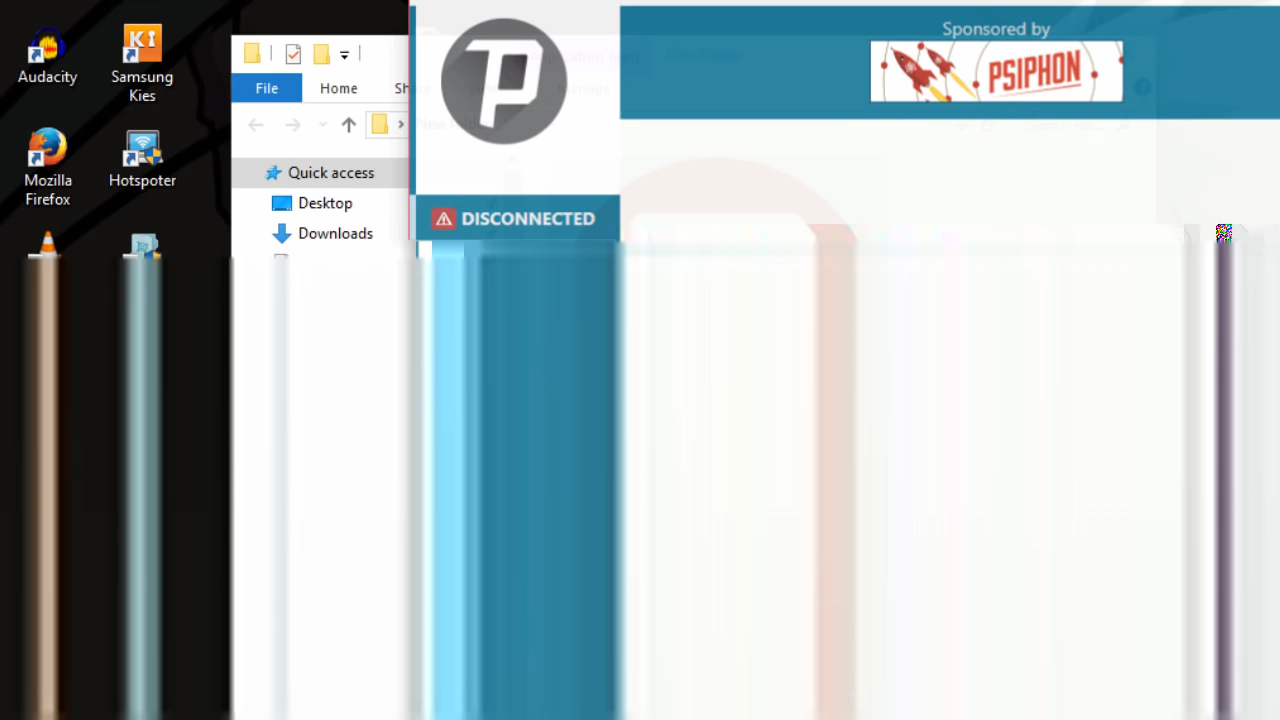 Audacity
Samsung
Kies
Mozilla
Firefox
Hotspoter
File
Home
Quick access
Desktop
Downloads
DISCONNECTED
Sponsored by
PSIPHON